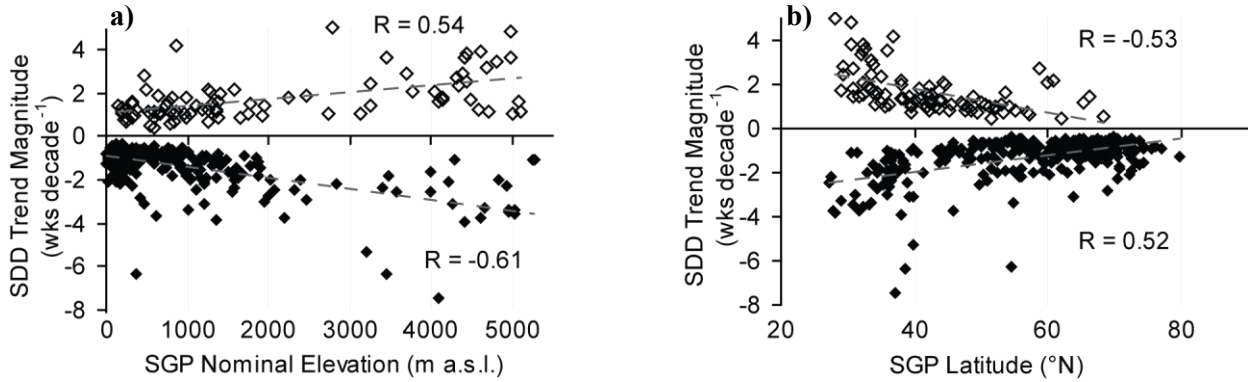 a)
R = 0.54
4
2
0
-2
-4
-6
-8
R = -0.61
SDD Trend Magnitude
(wks decade⁻¹)
0 1000 2000 3000 4000 5000
SGP Nominal Elevation (m a.s.l.)
b)
R = -0.53
4
2
0
-2
-4
-6
-8
R = 0.52
SDD Trend Magnitude
(wks decade⁻¹)
20 40 60 80
SGP Latitude (°N)